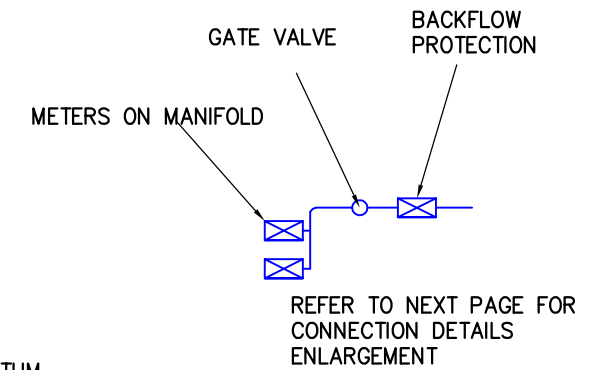 BACKFLOW
PROTECTION
GATE VALVE
METERS ON MANIFOLD
REFER TO NEXT PAGE FOR
CONNECTION DETAILS
ENLARGEMENT